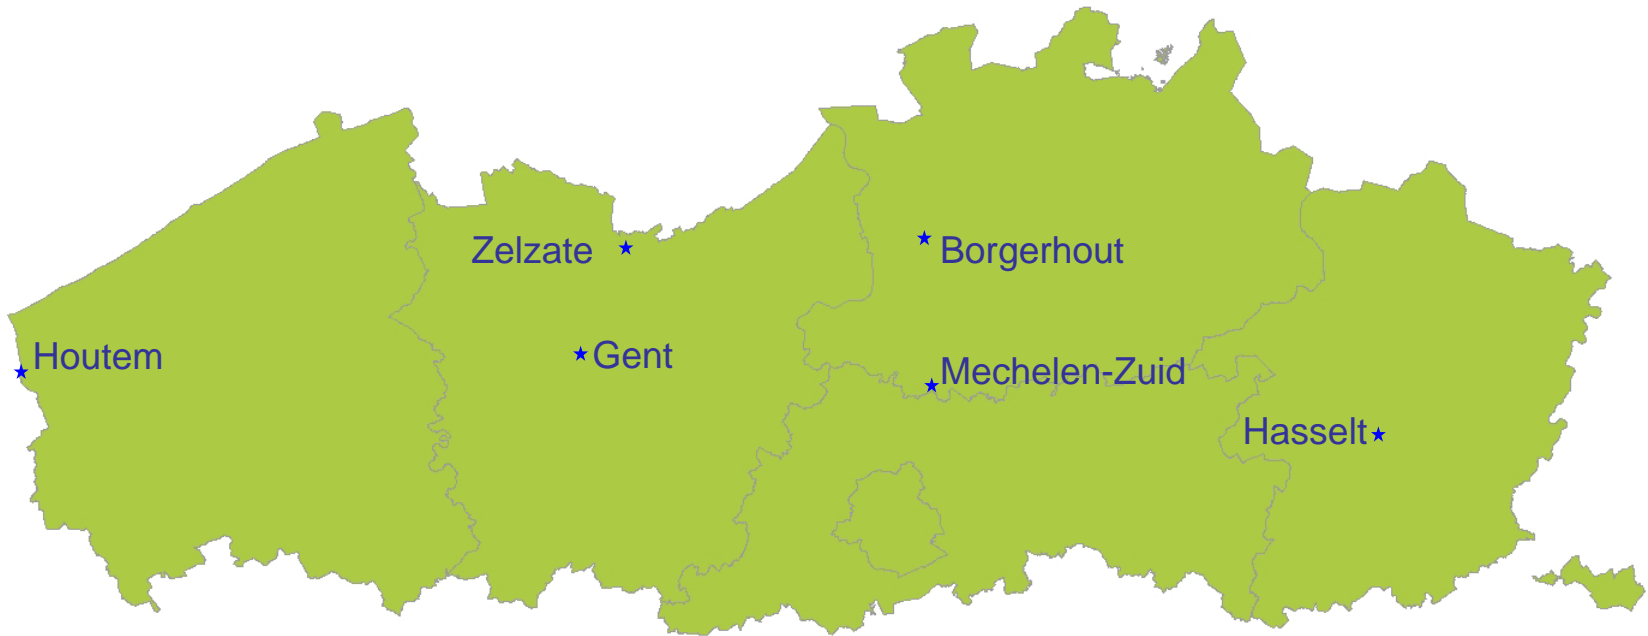 Zelzate
Borgerhout
Houtem
Gent
Mechelen-Zuid
Hasselt